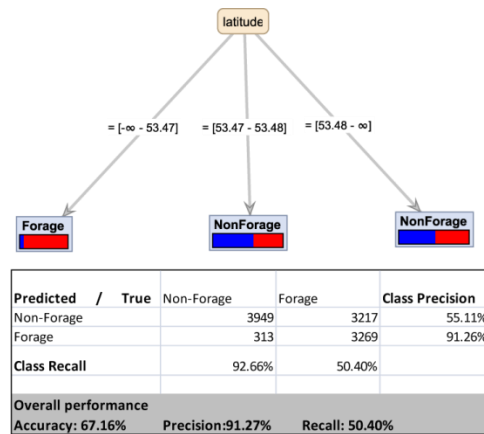 latitude
= [-∞ - 53.47] = [53.47 - 53.48] = [53.48 - ∞]
Forage NonForage NonForage
Predicted / True Non-Forage Forage Class Precision
Non-Forage 3949 3217 55.11%
Forage 313 3269 91.26%
Class Recall 92.66% 50.40%
Overall performance
Accuracy: 67.16% Precision:91.27% Recall: 50.40%